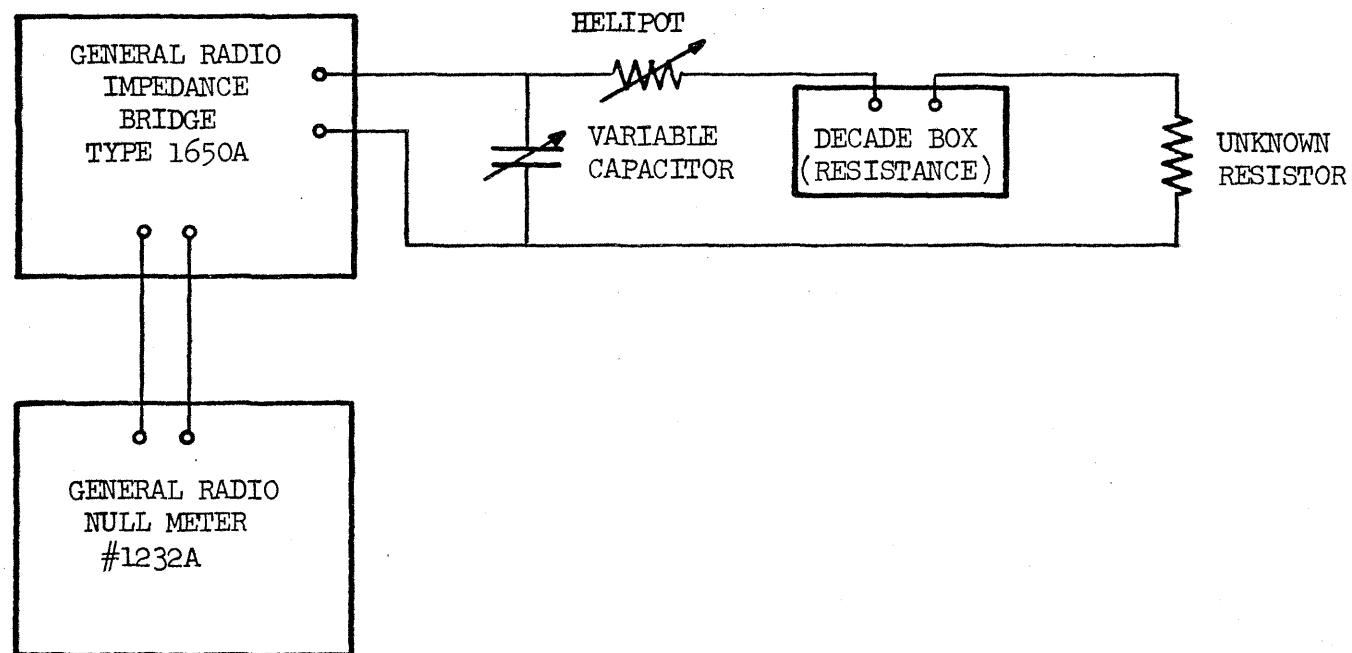 GENERAL RADIO
IMPEDANCE
BRIDGE
TYPE 1650A
HELIPOT
VARIABLE
CAPACITOR
DECADE BOX
(RESISTANCE)
UNKNOWN
RESISTOR
GENERAL RADIO
NULL METER
#1232A